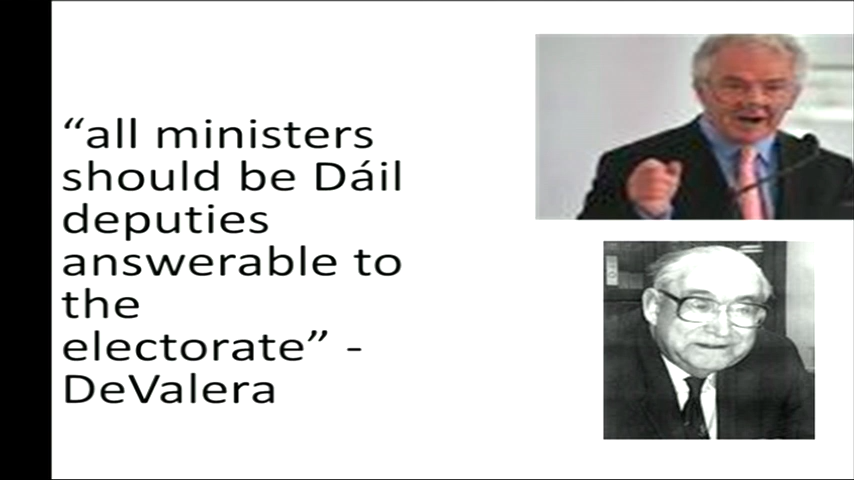 “all ministers
should be Dáil
deputies
answerable to
the
electorate” -
DeValera